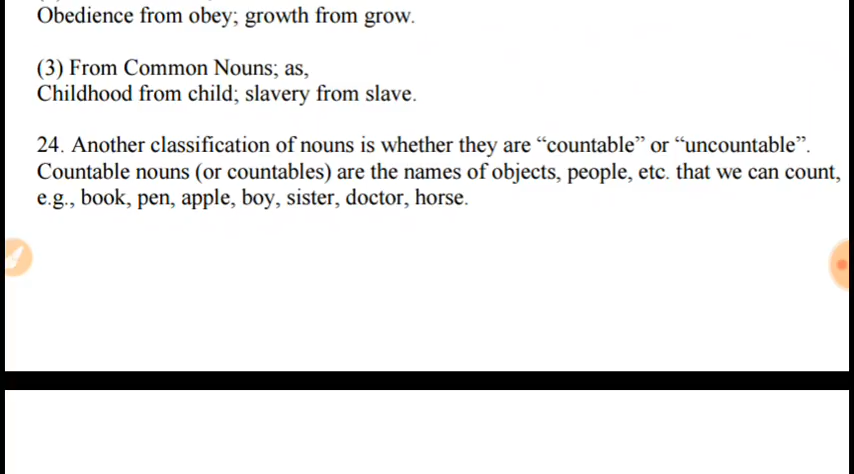 Obedience from obey; growth from grow.
(3) From Common Nouns; as,
Childhood from child; slavery from slave.
24. Another classification of nouns is whether they are “countable” or “uncountable”.
Countable nouns (or countables) are the names of objects, people, etc. that we can count,
e.g., book, pen, apple, boy, sister, doctor, horse.